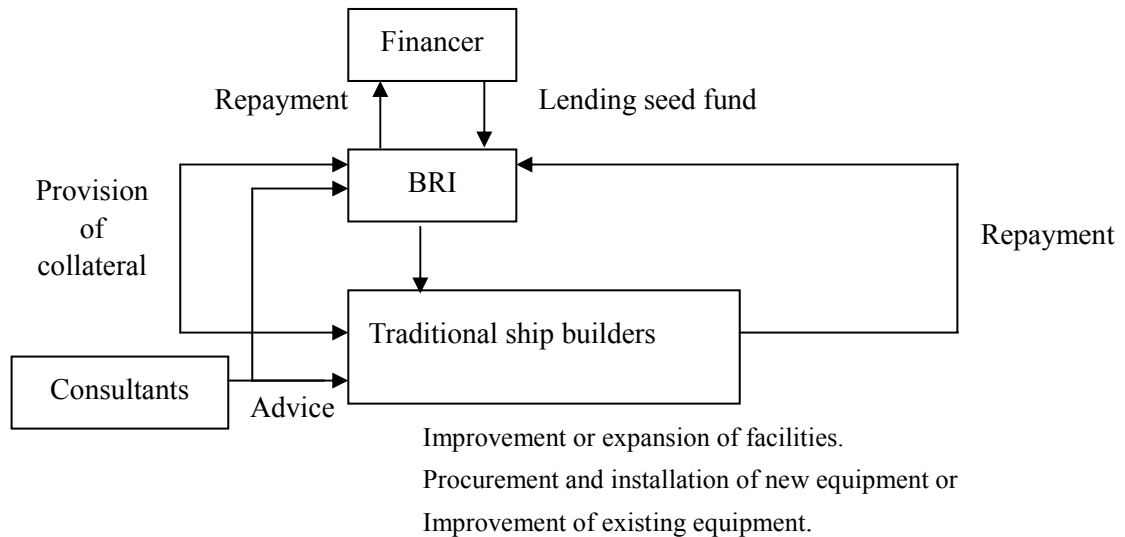 Financer
Repayment
Lending seed fund
BRI
Provision
of
collateral
Repayment
Traditional ship builders
Consultants
Advice
Improvement or expansion of facilities.
Procurement and installation of new equipment or
Improvement of existing equipment.